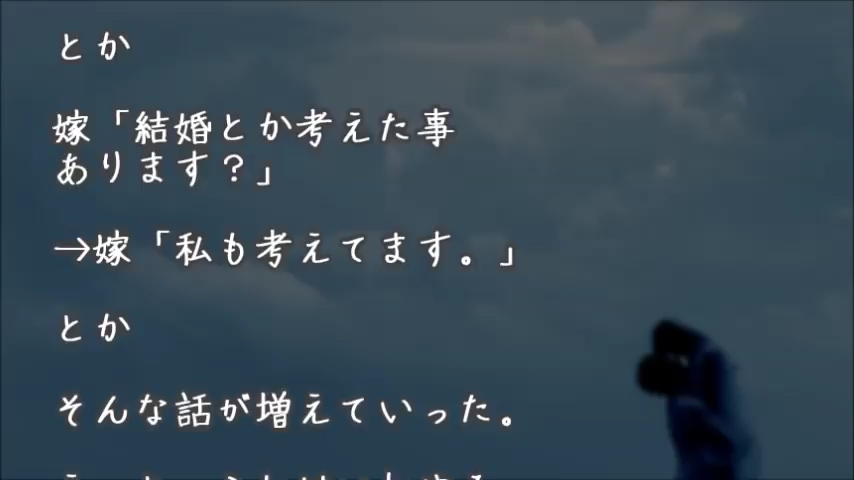 とか
嫁「結婚とか考えた事
あります？」
→嫁「私も考えてます。」
とか
そんな話が増えていった。